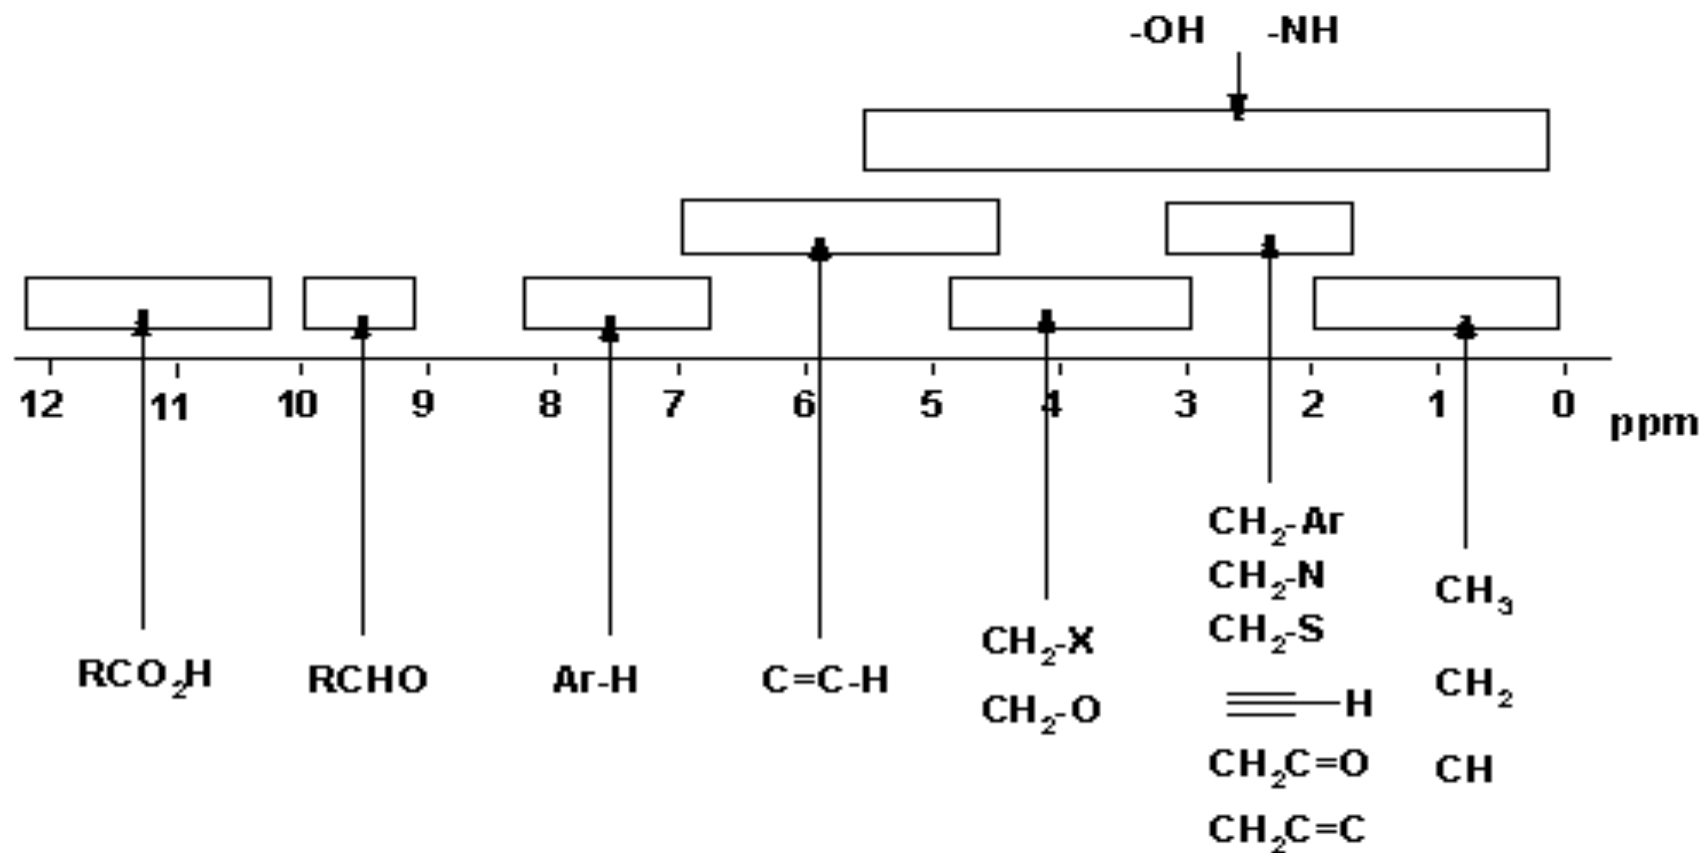 -OH -NH
12 11 10 9 8 7 6 5 4 3 2 1 0 ppm
RCO₂H
RCHO
Ar-H
C=C-H
CH₂-X
CH₂-O
CH₂-Ar
CH₂-N
CH₂-S
≡—H
CH₂C=O
CH₂C=C
CH₃
CH₂
CH